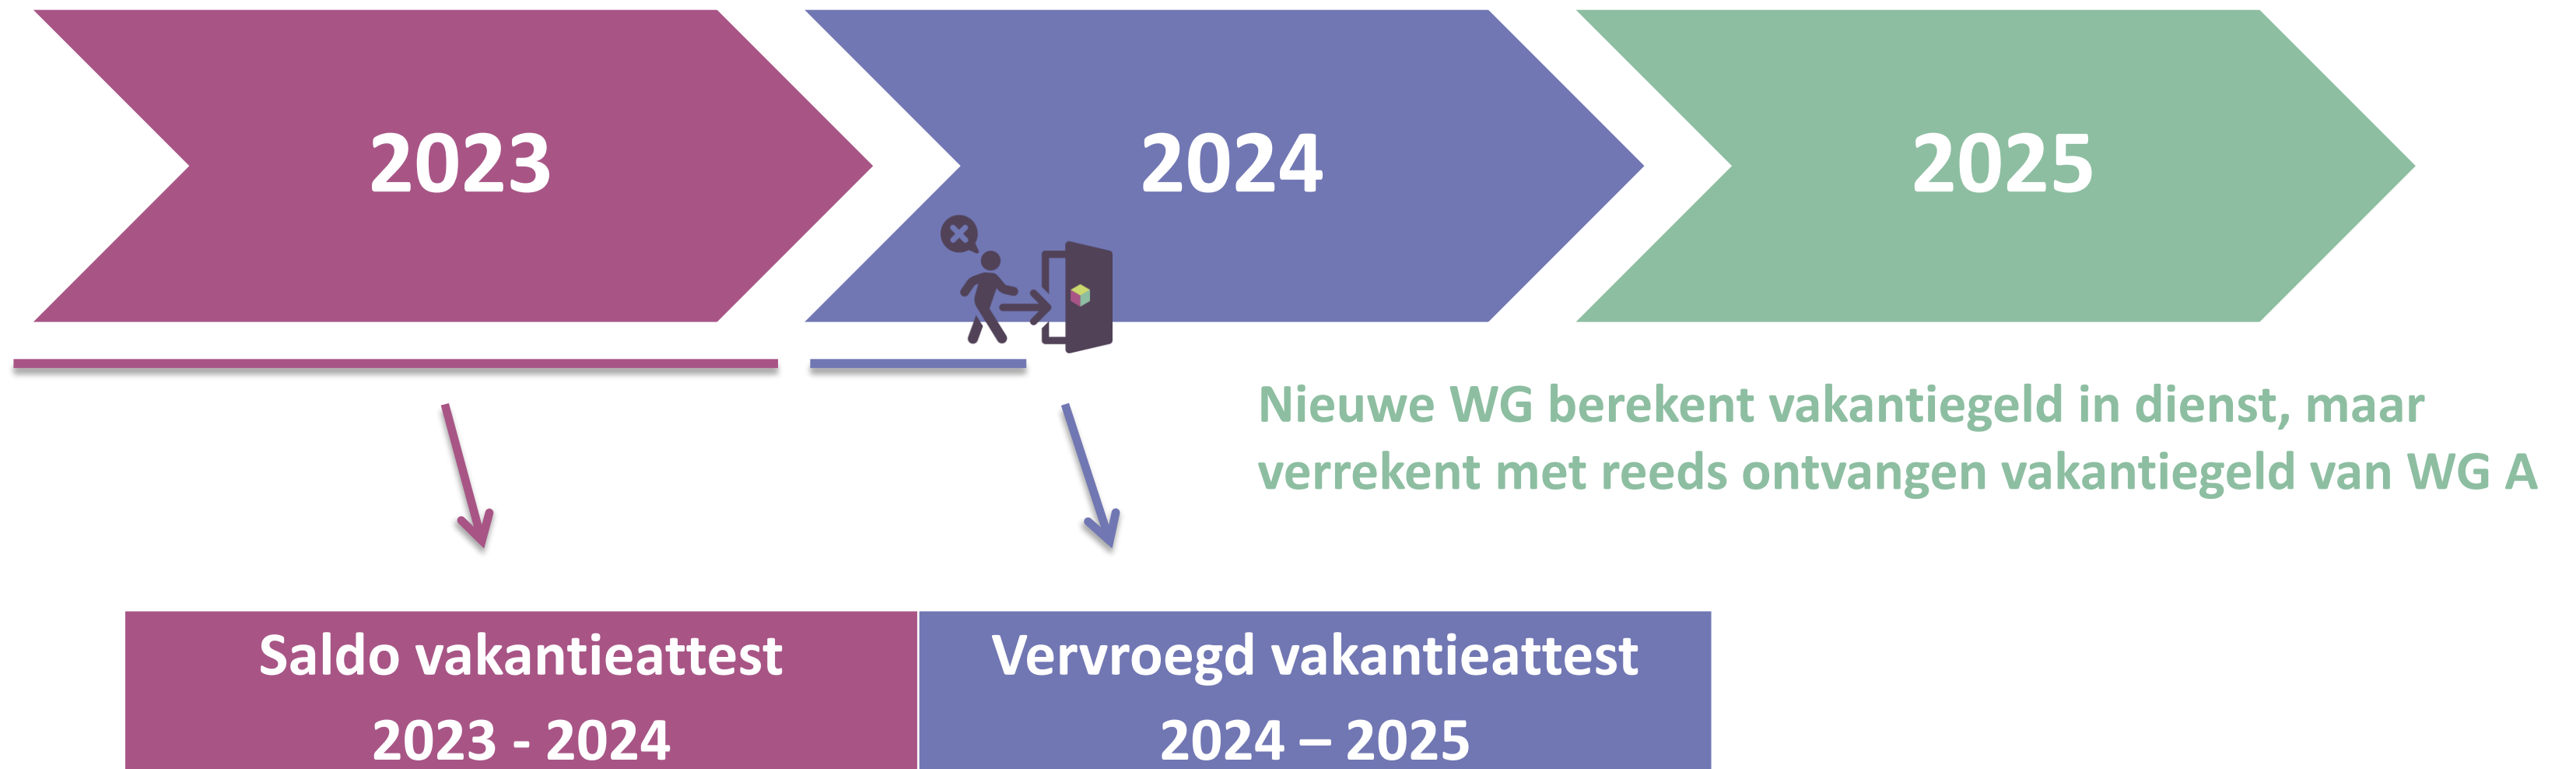 2023
2024
2025
Nieuwe WG berekent vakantiegeld in dienst, maar
verrekent met reeds ontvangen vakantiegeld van WG A
Saldo vakantieattest
2023 - 2024
Vervroegd vakantieattest
2024 – 2025